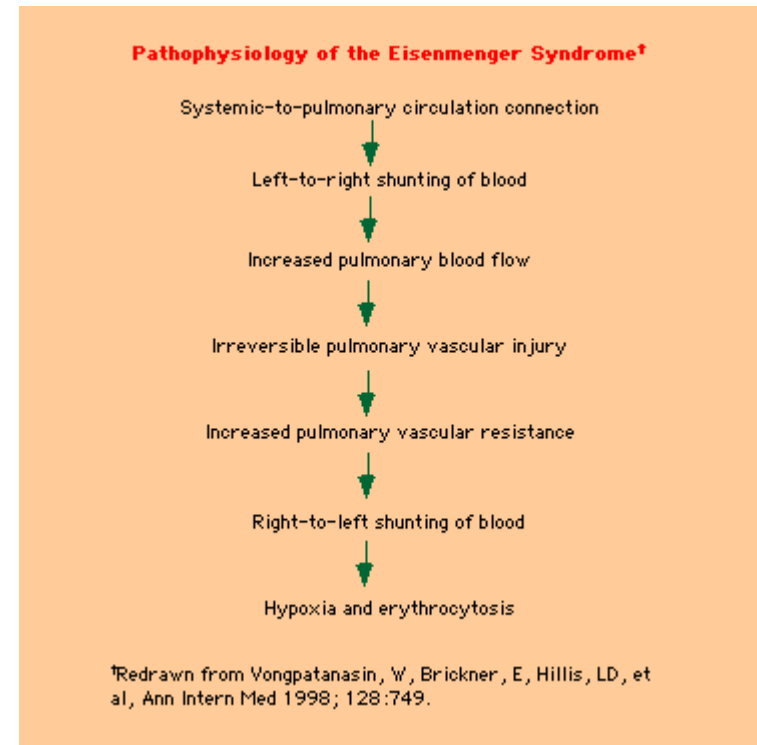 Pathophysiology of the Eisenmenger Syndrome†
Systemic-to-pulmonary circulation connection
Left-to-right shunting of blood
Increased pulmonary blood flow
Irreversible pulmonary vascular injury
Increased pulmonary vascular resistance
Right-to-left shunting of blood
Hypoxia and erythrocytosis
†Redrawn from Vongpatanasin, W, Brickner, E, Hillis, LD, et
al, Ann Intern Med 1998; 128:749.